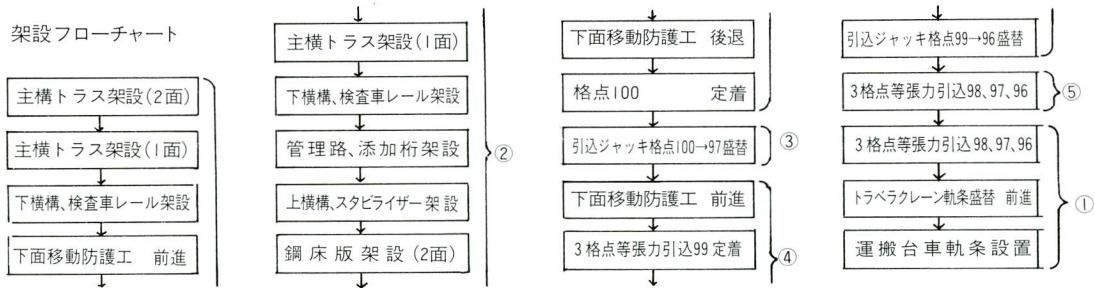 架設フローチャート
主構トラス架設(2面)
主横トラス架設(1面)
下横構、検査車レール架設
下面移動防護工 前進
主横トラス架設(1面)
下横構、検査車レール架設
管理路、添加桁架設
上横構、スタビライザー架設
鋼床版架設(2面)
②
下面移動防護工 後退
格点100 定着
引込ジャッキ格点100→97盛替
③
下面移動防護工 前進
3格点等張力引込99定着
④
引込ジャッキ格点99→96盛替
3格点等張力引込98、97、96
⑤
3格点等張力引込98、97、96
トラベラクレーン軌条盛替 前進
運搬台車軌条設置
①